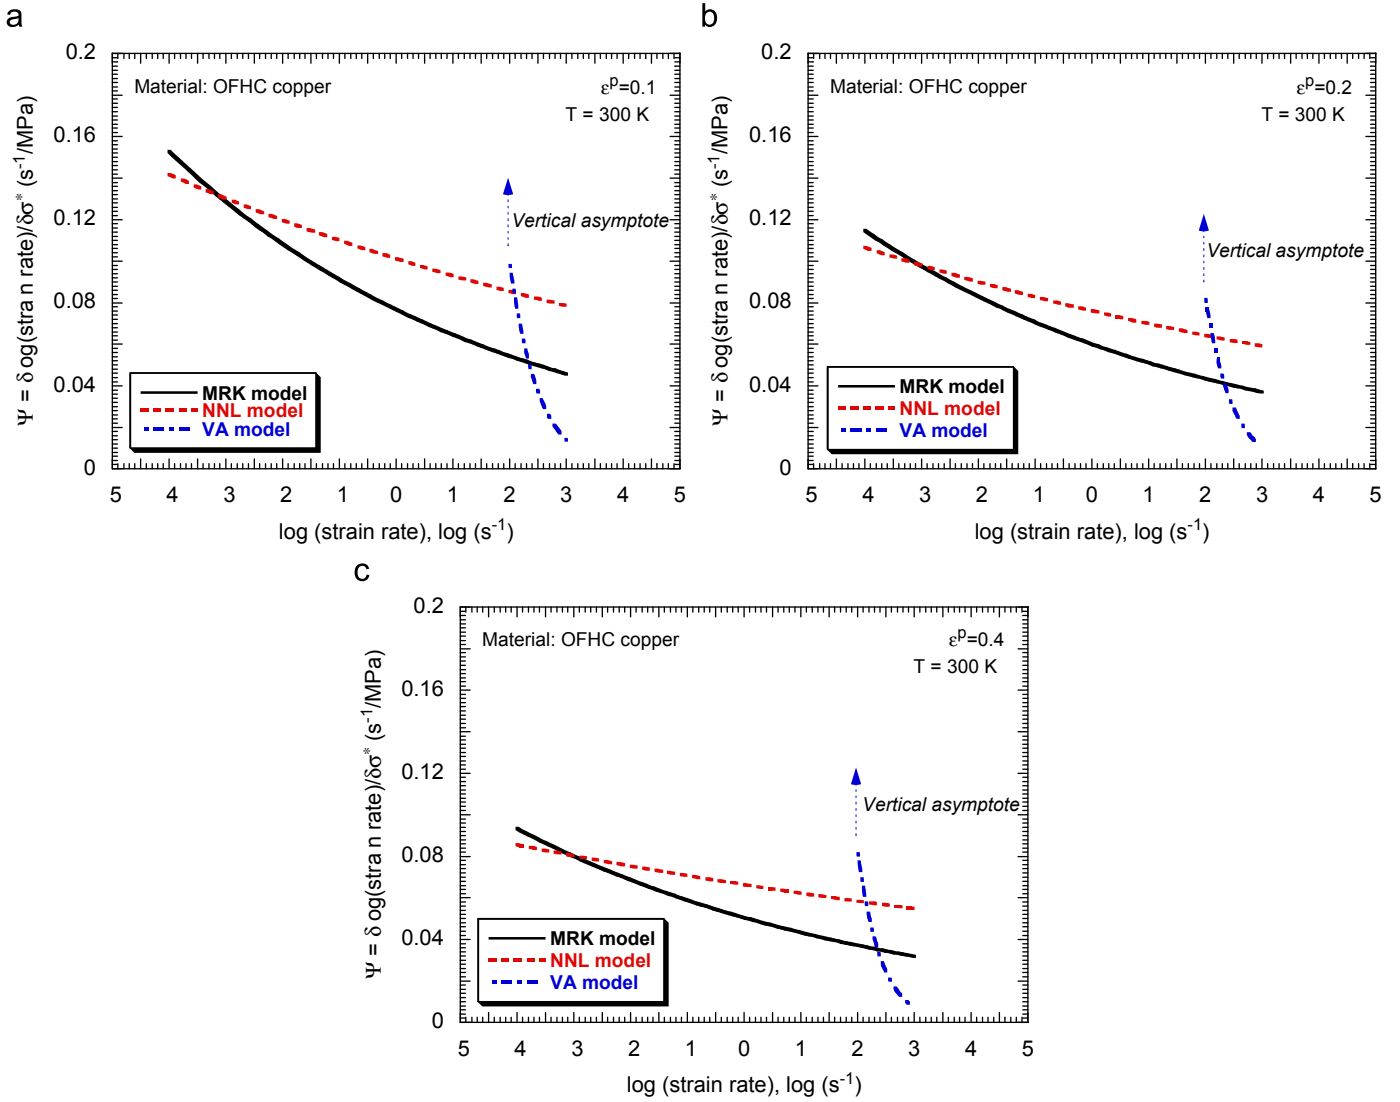 a
Material: OFHC copper
ε^p=0.1
T = 300 K
Vertical asymptote
MRK model
NNL model
VA model
Ψ = δ og(stra n rate)/δσ* (s^-1/MPa)
0.2
0.16
0.12
0.08
0.04
0
5 4 3 2 1 0 1 2 3 5
log (strain rate), log (s^-1)
b
Material: OFHC copper
ε^p=0.2
T = 300 K
Vertical asymptote
MRK model
NNL model
VA model
Ψ = δ og(stra n rate)/δσ* (s^-1/MPa)
0.2
0.16
0.12
0.08
0.04
0
5 4 3 2 1 0 1 2 3 5
log (strain rate), log (s^-1)
c
Material: OFHC copper
ε^p=0.4
T = 300 K
Vertical asymptote
MRK model
NNL model
VA model
Ψ = δ og(stra n rate)/δσ* (s^-1/MPa)
0.2
0.16
0.12
0.08
0.04
0
5 4 3 2 1 0 1 2 3 5
log (strain rate), log (s^-1)